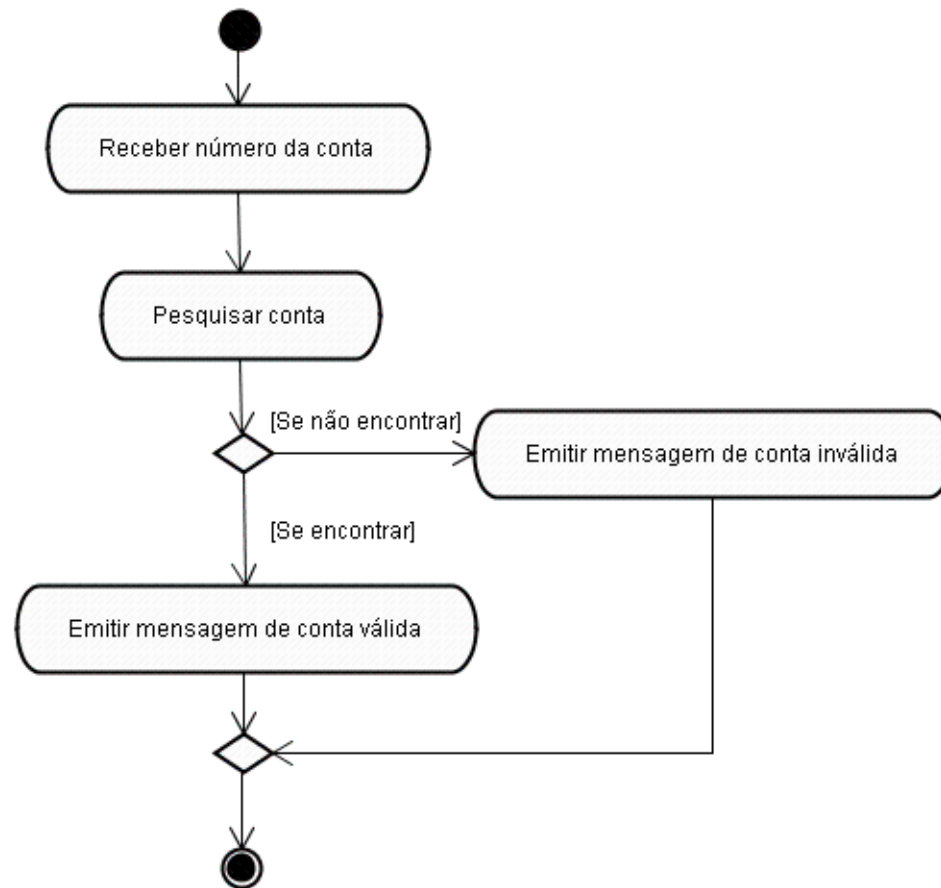 Receber número da conta
Pesquisar conta
[Se não encontrar]
Emitir mensagem de conta inválida
[Se encontrar]
Emitir mensagem de conta válida